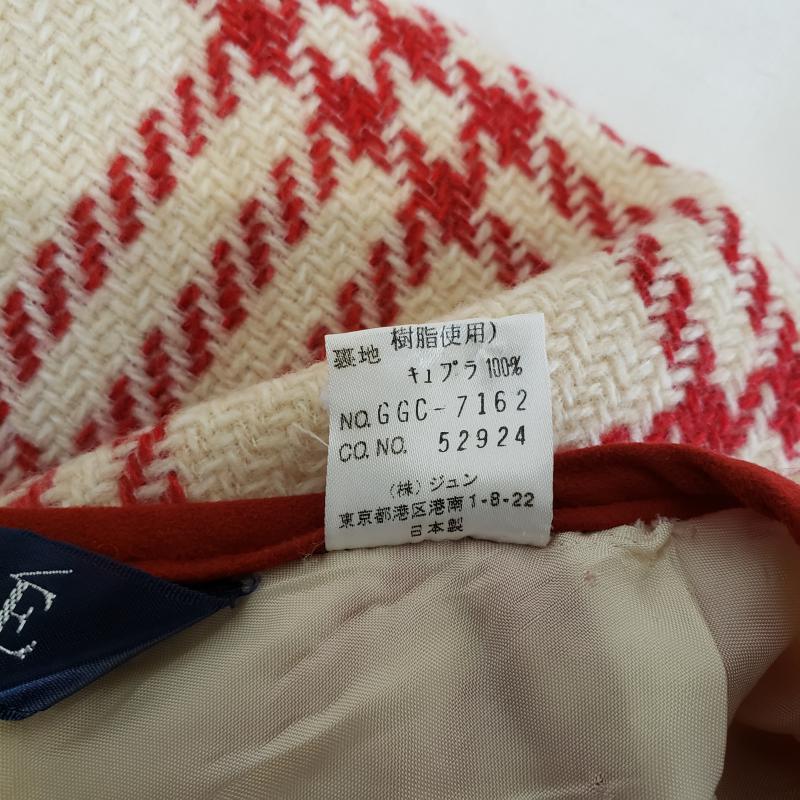 樹脂使用)
裏地
キュプラ 100%
NO.GGC-7162
CO. NO. 52924
(株)ジュン
東京都港区港南1-8-22
日本製